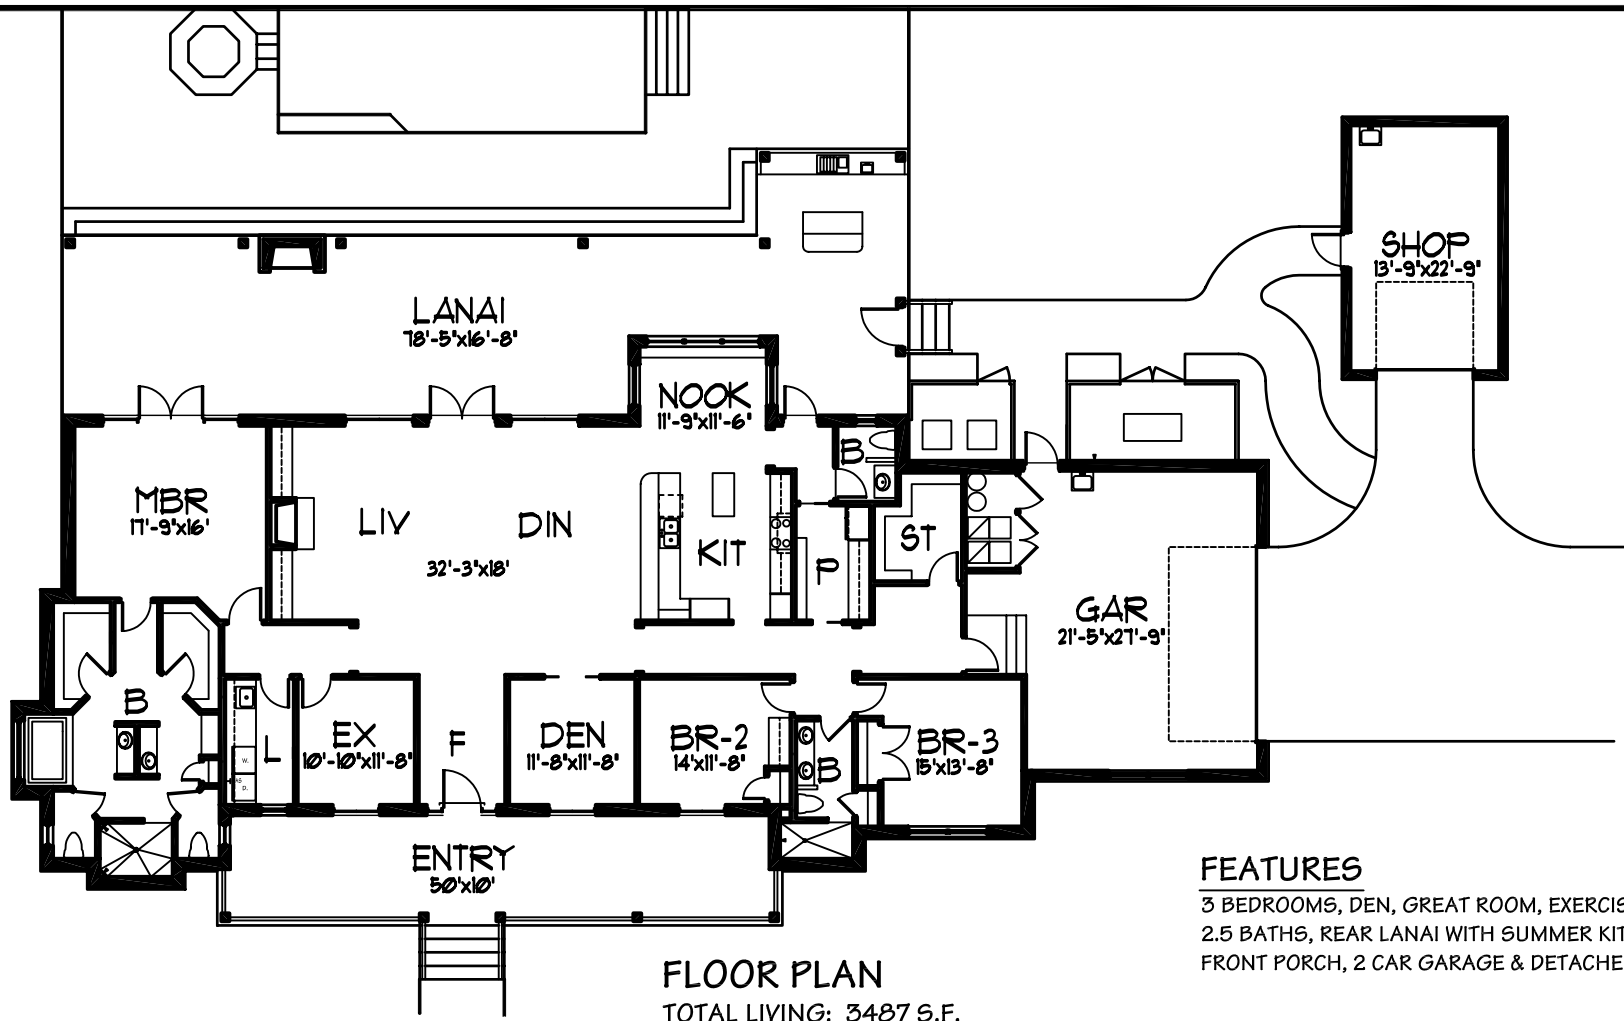 SHOP
13'-9"x22'-9"
LANAI
78'-5"x16'-8"
NOOK
11'-9"x11'-6"
B
MBR
17'-9"x16'
LIV
DIN
32'-3"x18'
KIT
P
ST
GAR
21'-5"x27'-9"
B
L
W.
D.
EX
10'-10"x11'-8"
F
DEN
11'-8"x11'-8"
BR-2
14'x11'-8"
B
BR-3
15'x13'-8"
ENTRY
50'x10'
FEATURES
3 BEDROOMS, DEN, GREAT ROOM, EXERCIS
2.5 BATHS, REAR LANAI WITH SUMMER KIT
FRONT PORCH, 2 CAR GARAGE & DETACHE
FLOOR PLAN
TOTAL LIVING: 3487 S.F.